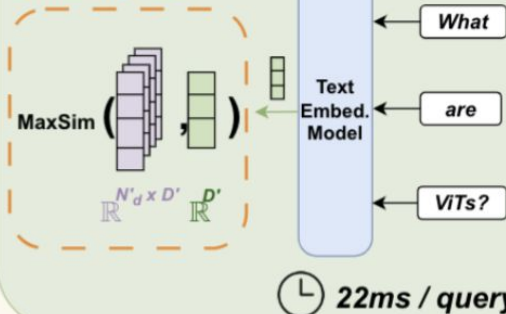 What
Text
Embed.
Model
are
MaxSim ( , )
ℝ^{N'_d x D'} ℝ^{D'}
ViTs?
22ms / query